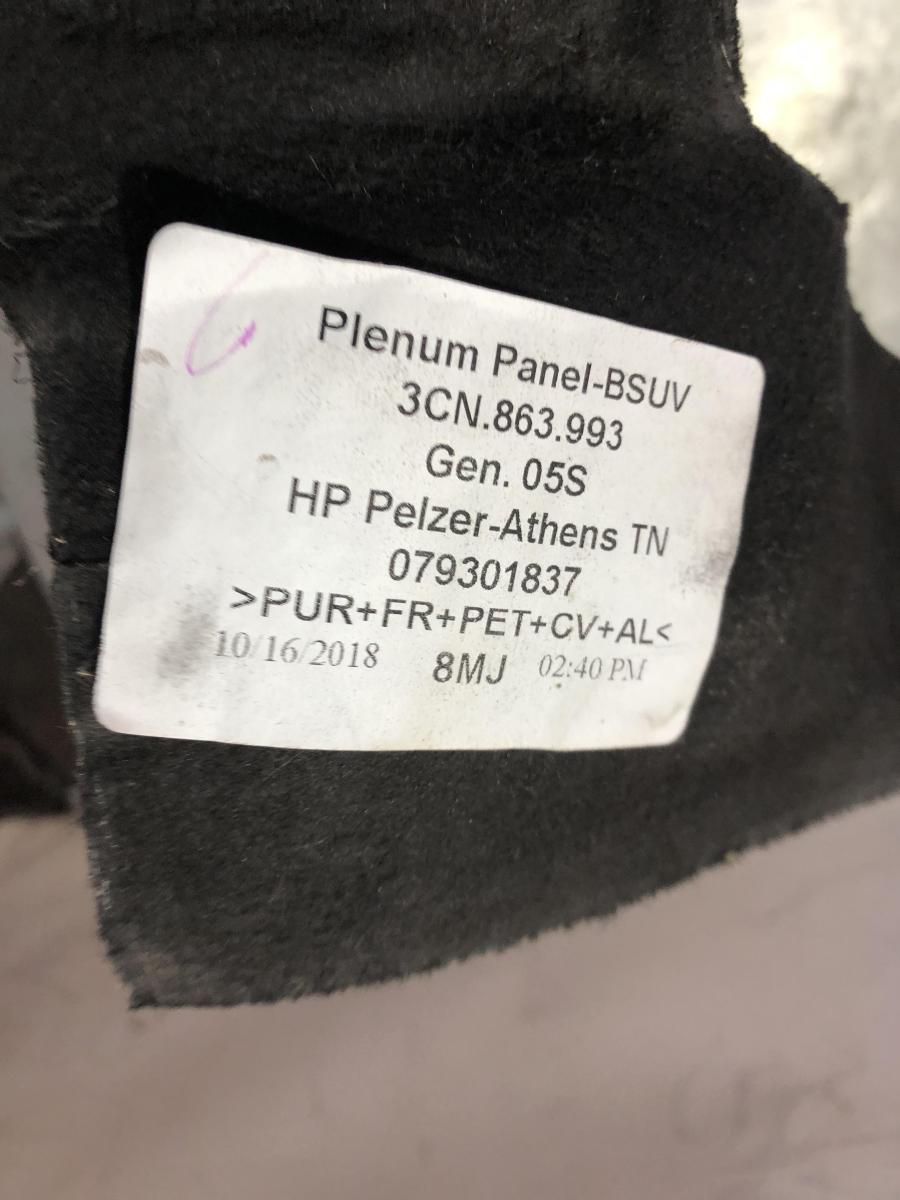 Plenum Panel-BSUV
3CN.863.993
Gen. 05S
HP Pelzer-Athens TN
079301837
>PUR+FR+PET+CV+AL<
10/16/2018 8MJ 02:40 PM